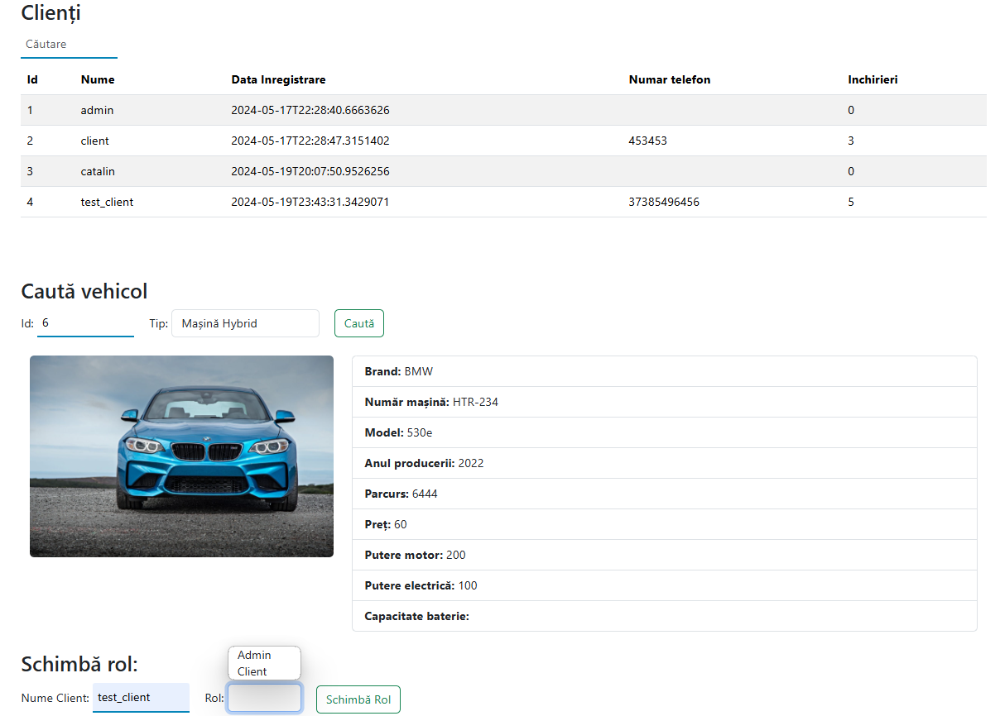 Clienți
Căutare
Id Nume Data Inregistrare Numar telefon Inchirieri
1 admin 2024-05-17T22:28:40.6663626 0
2 client 2024-05-17T22:28:47.3151402 453453 3
3 catalin 2024-05-19T20:07:50.9526256 0
4 test_client 2024-05-19T23:43:31.3429071 37385496456 5
Caută vehicol
Id: 6 Tip: Mașină Hybrid Caută
Brand: BMW
Număr mașină: HTR-234
Model: 530e
Anul producerii: 2022
Parcurs: 6444
Preț: 60
Putere motor: 200
Putere electrică: 100
Capacitate baterie:
Schimbă rol:
Admin
Client
Nume Client: test_client Rol: Schimbă Rol